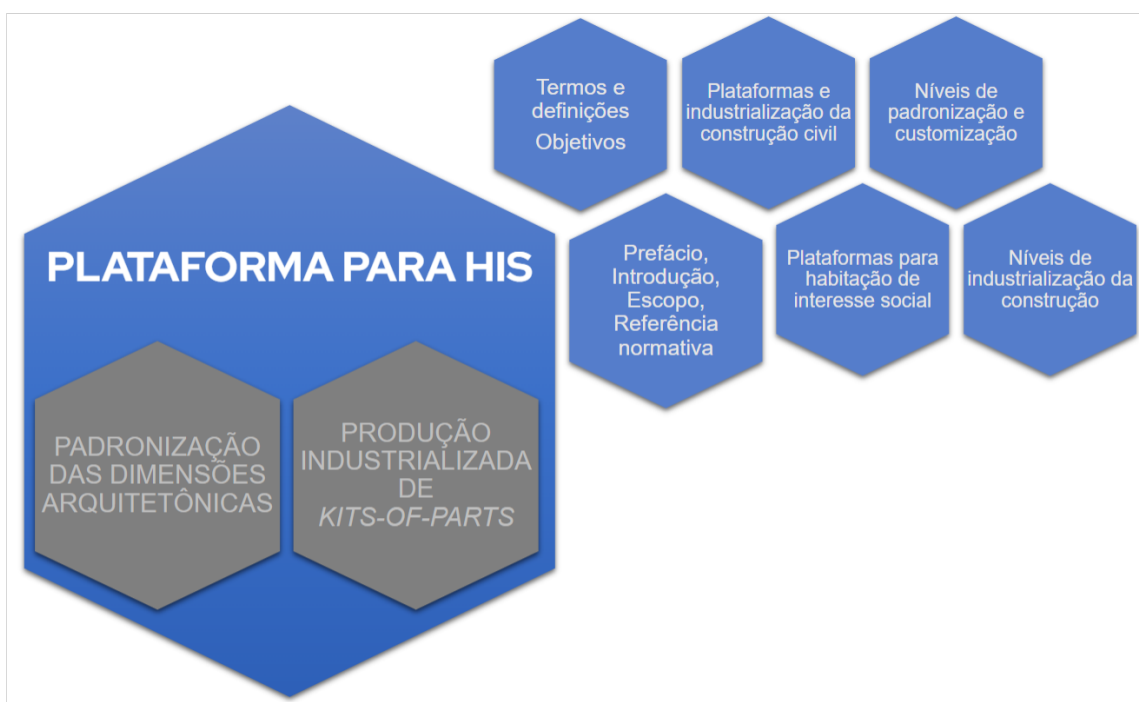 PLATAFORMA PARA HIS
PADRONIZAÇÃO
DAS DIMENSÕES
ARQUITETÔNICAS
PRODUÇÃO
INDUSTRIALIZADA
DE
KITS-OF-PARTS
Termos e
definições
Objetivos
Plataformas e
industrialização da
construção civil
Níveis de
padronização e
customização
Prefácio,
Introdução,
Escopo,
Referência
normativa
Plataformas para
habitação de
interesse social
Níveis de
industrialização da
construção